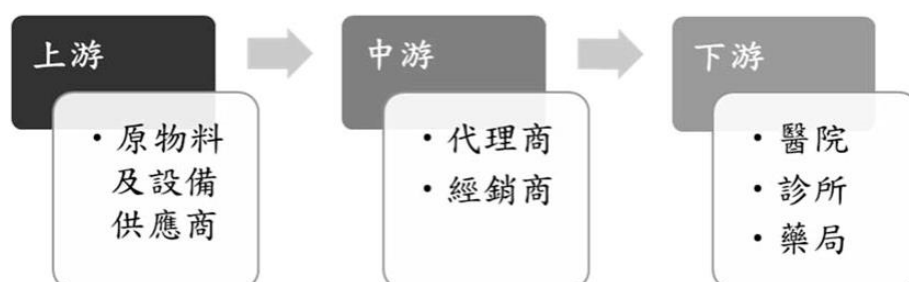 上游
・原物料
及設備
供應商
中游
・代理商
・經銷商
下游
・醫院
・診所
・藥局